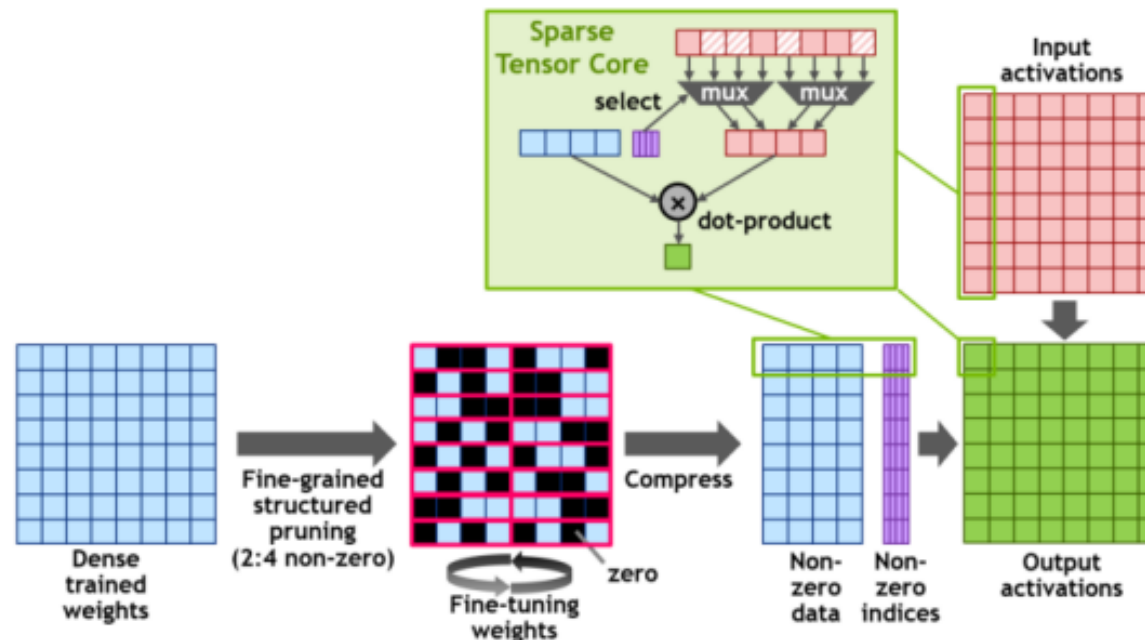 Sparse
Tensor Core
select
mux
mux
×
dot-product
Input
activations
Dense
trained
weights
Fine-grained
structured
pruning
(2:4 non-zero)
zero
Fine-tuning
weights
Compress
Non-
zero
data
Non-
zero
indices
Output
activations